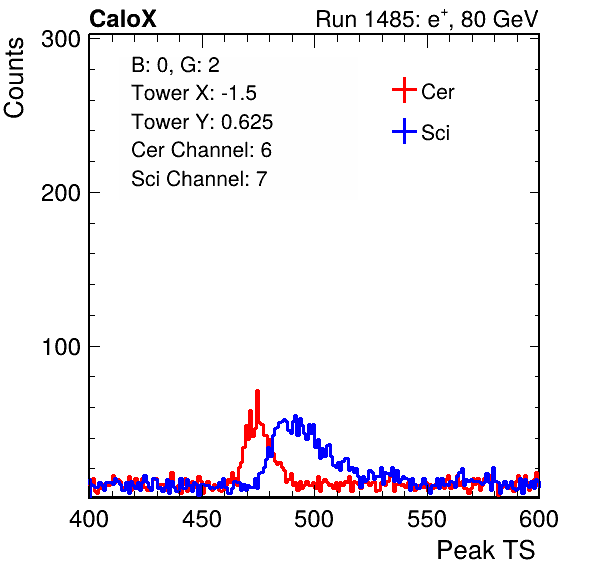 CaloX Run 1485: e⁺, 80 GeV
Counts
300
200
100
B: 0, G: 2
Tower X: -1.5
Tower Y: 0.625
Cer Channel: 6
Sci Channel: 7
Cer
Sci
400 450 500 550 600
Peak TS